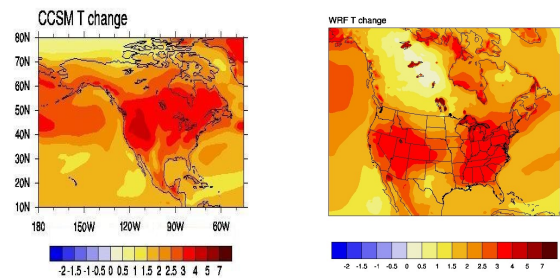 CCSM T change
80N
70N
60N
50N
40N
30N
20N
10N
180 150W 120W 90W 60W
-2 -1.5 -1 -0.5 0 0.5 1 1.5 2 2.5 3 4 5 7
WRF T change
-2 -1.5 -1 -0.5 0 0.5 1 1.5 2 2.5 3 4 5 7